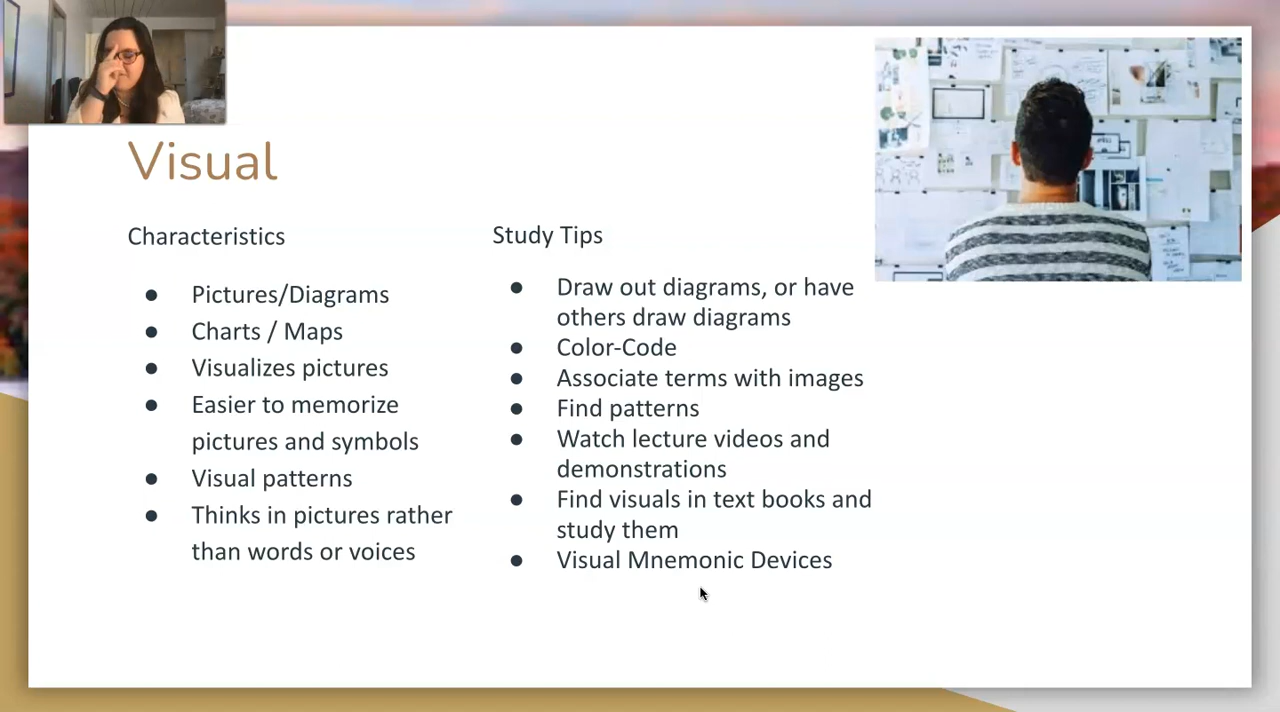 Visual
Characteristics
● Pictures/Diagrams
● Charts / Maps
● Visualizes pictures
● Easier to memorize
pictures and symbols
● Visual patterns
● Thinks in pictures rather
than words or voices
Study Tips
● Draw out diagrams, or have
others draw diagrams
● Color-Code
● Associate terms with images
● Find patterns
● Watch lecture videos and
demonstrations
● Find visuals in text books and
study them
● Visual Mnemonic Devices